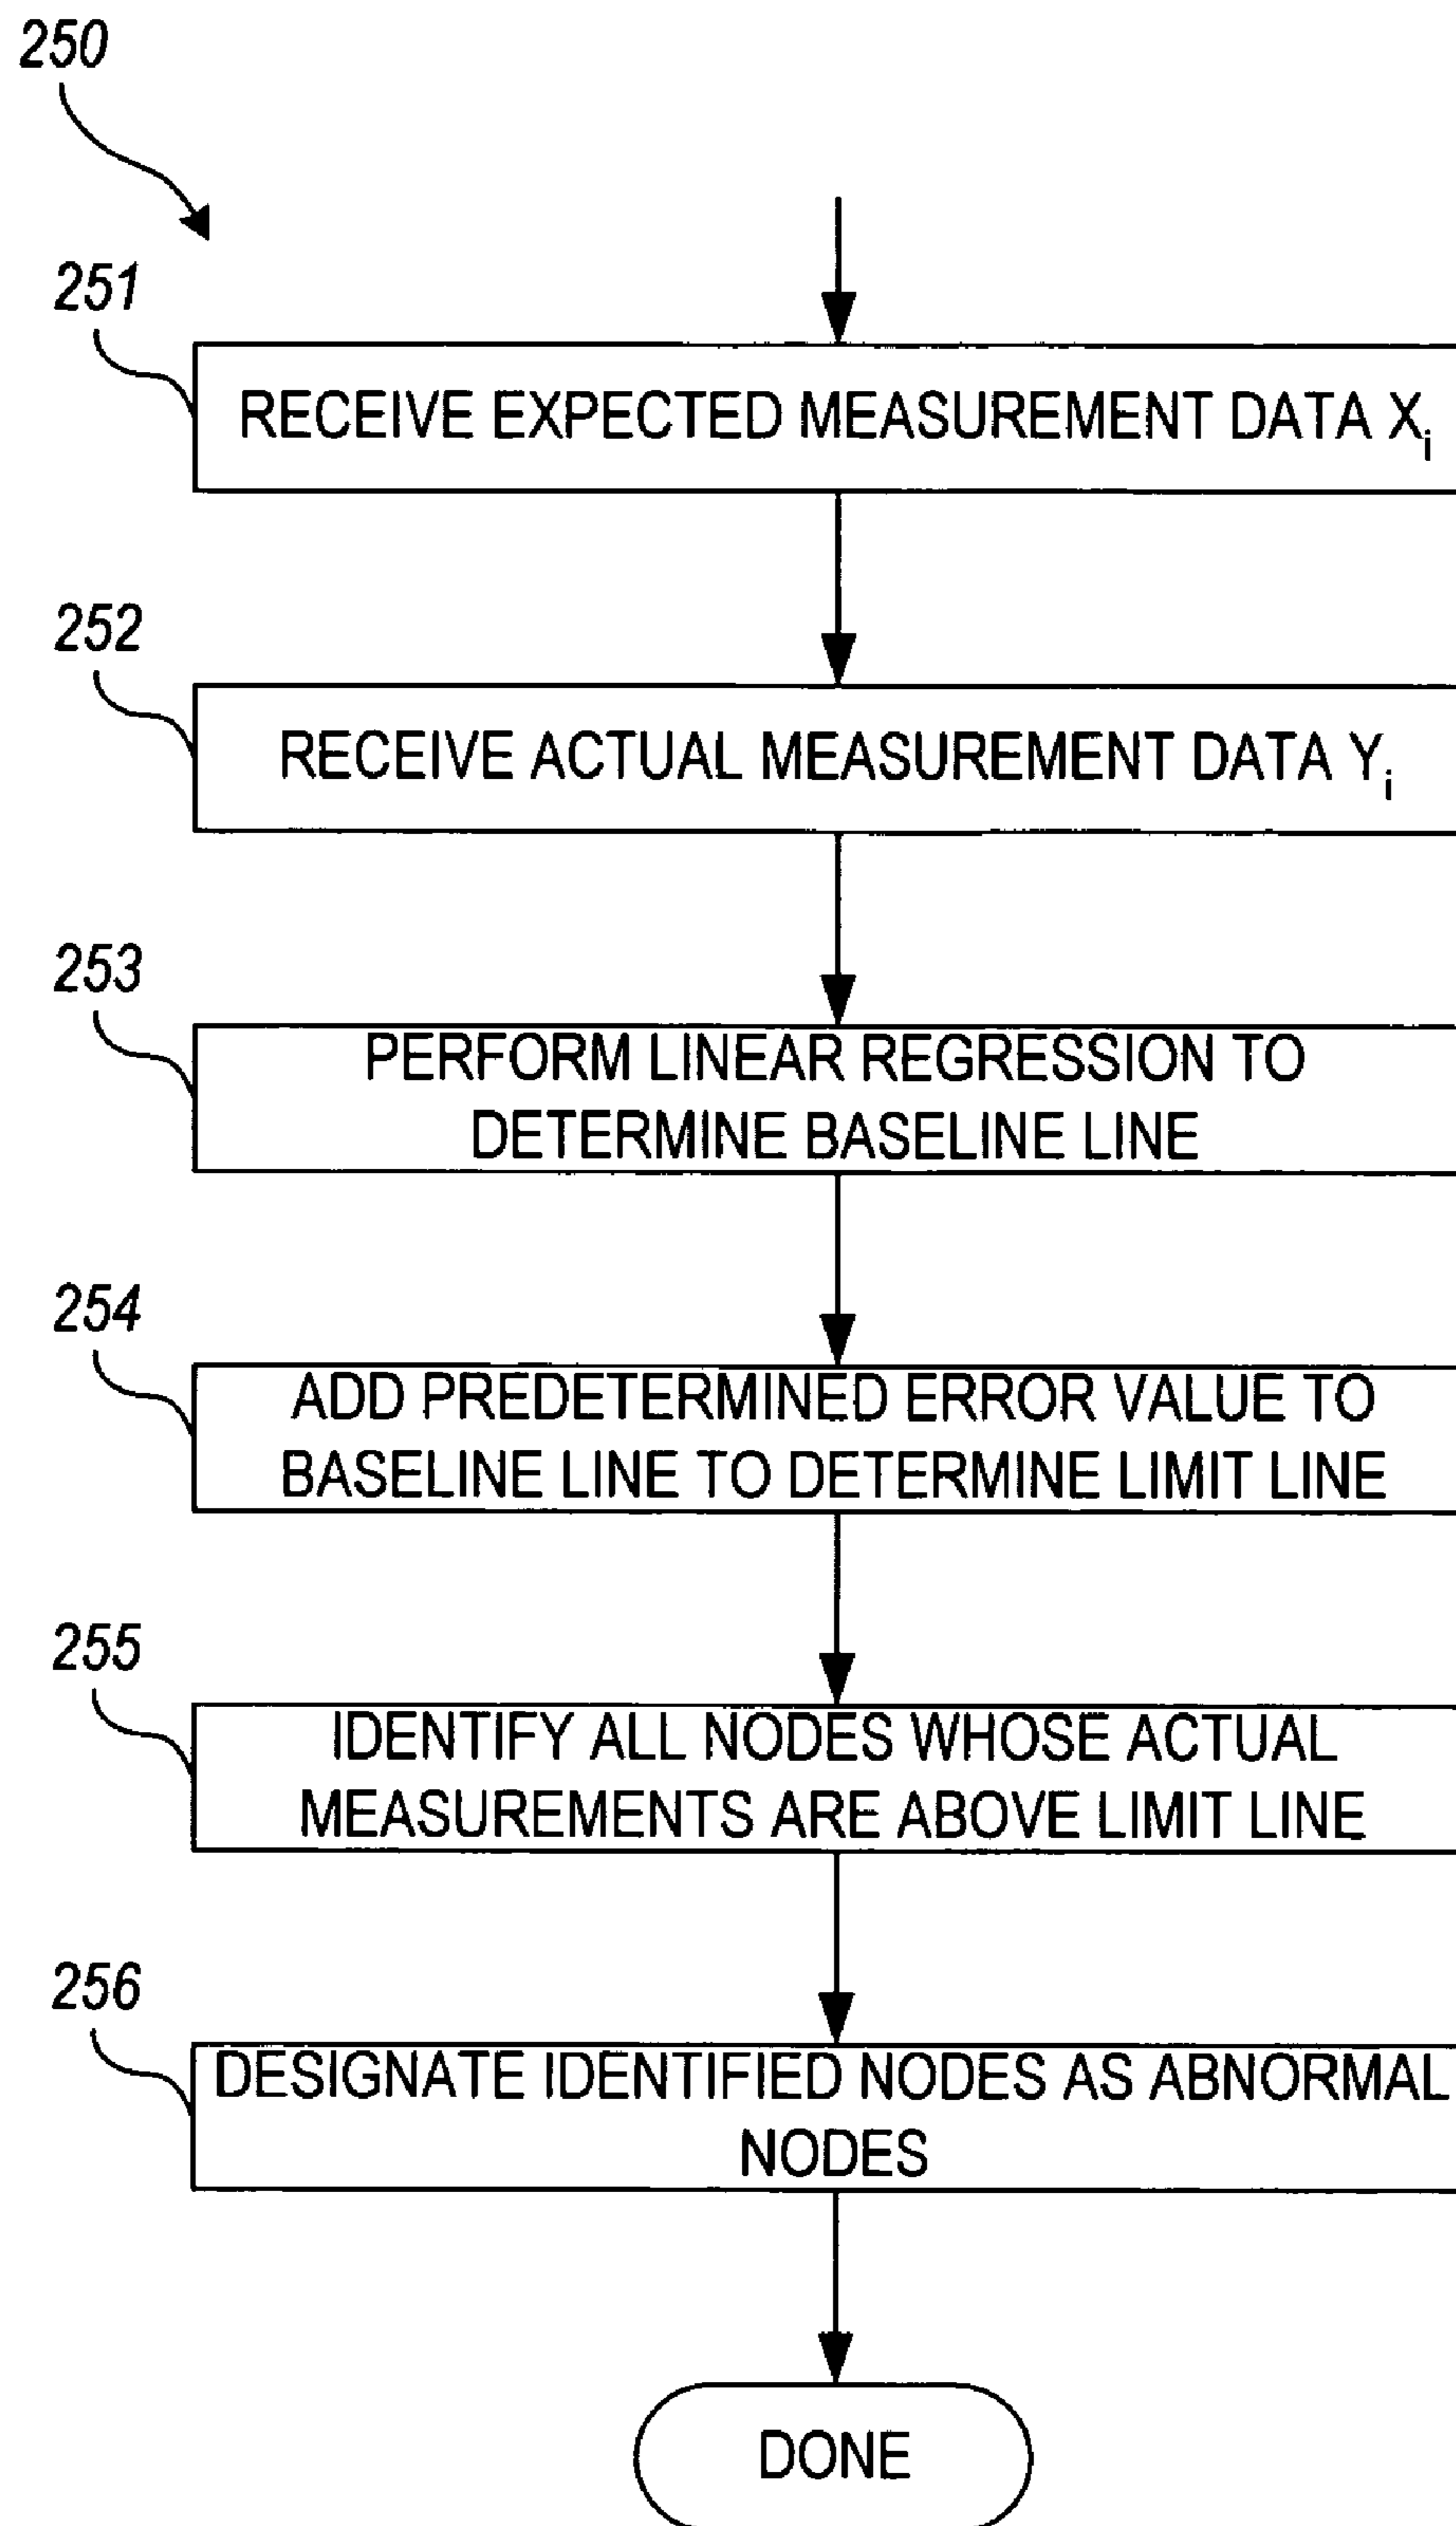 250
251
RECEIVE EXPECTED MEASUREMENT DATA Xi
252
RECEIVE ACTUAL MEASUREMENT DATA Yi
253
PERFORM LINEAR REGRESSION TO
DETERMINE BASELINE LINE
254
ADD PREDETERMINED ERROR VALUE TO
BASELINE LINE TO DETERMINE LIMIT LINE
255
IDENTIFY ALL NODES WHOSE ACTUAL
MEASUREMENTS ARE ABOVE LIMIT LINE
256
DESIGNATE IDENTIFIED NODES AS ABNORMAL
NODES
DONE